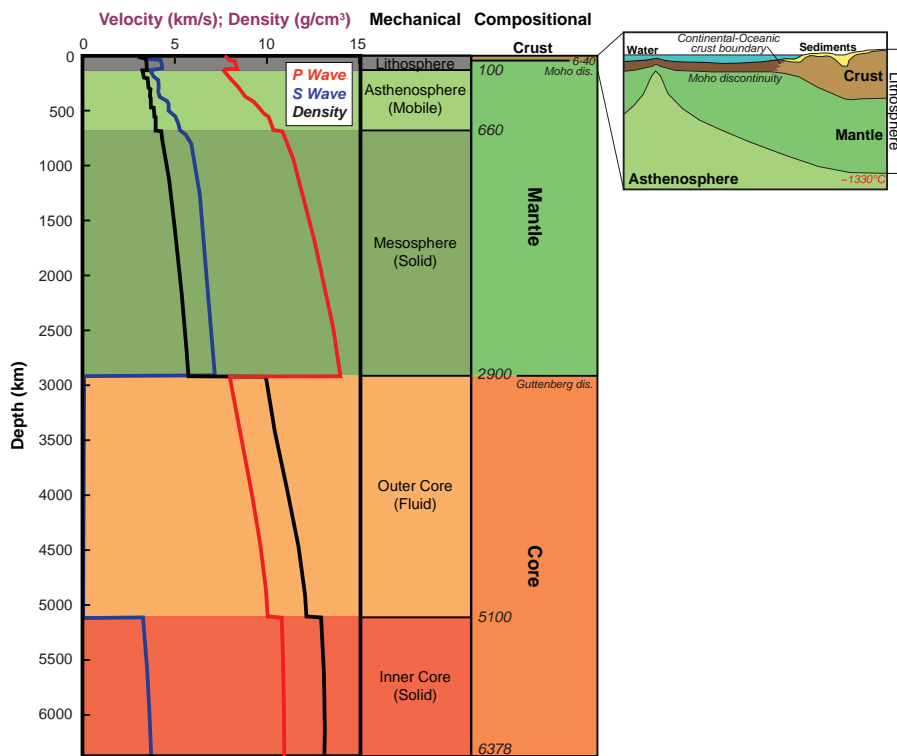 Velocity (km/s); Density (g/cm³)
Mechanical
Compositional
0 5 10 15
Crust
P Wave
S Wave
Density
Depth (km)
0
500
1000
1500
2000
2500
3000
3500
4000
4500
5000
5500
6000
Lithosphere
Asthenosphere
(Mobile)
Mesosphere
(Solid)
Outer Core
(Fluid)
Inner Core
(Solid)
6-40
Moho dis.
100
660
Mantle
2900
Guttenberg dis.
Core
5100
6378
Water
Continental-Oceanic
crust boundary
Sediments
Moho discontinuity
Crust
Mantle
Asthenosphere
~1330°C
Lithosphere